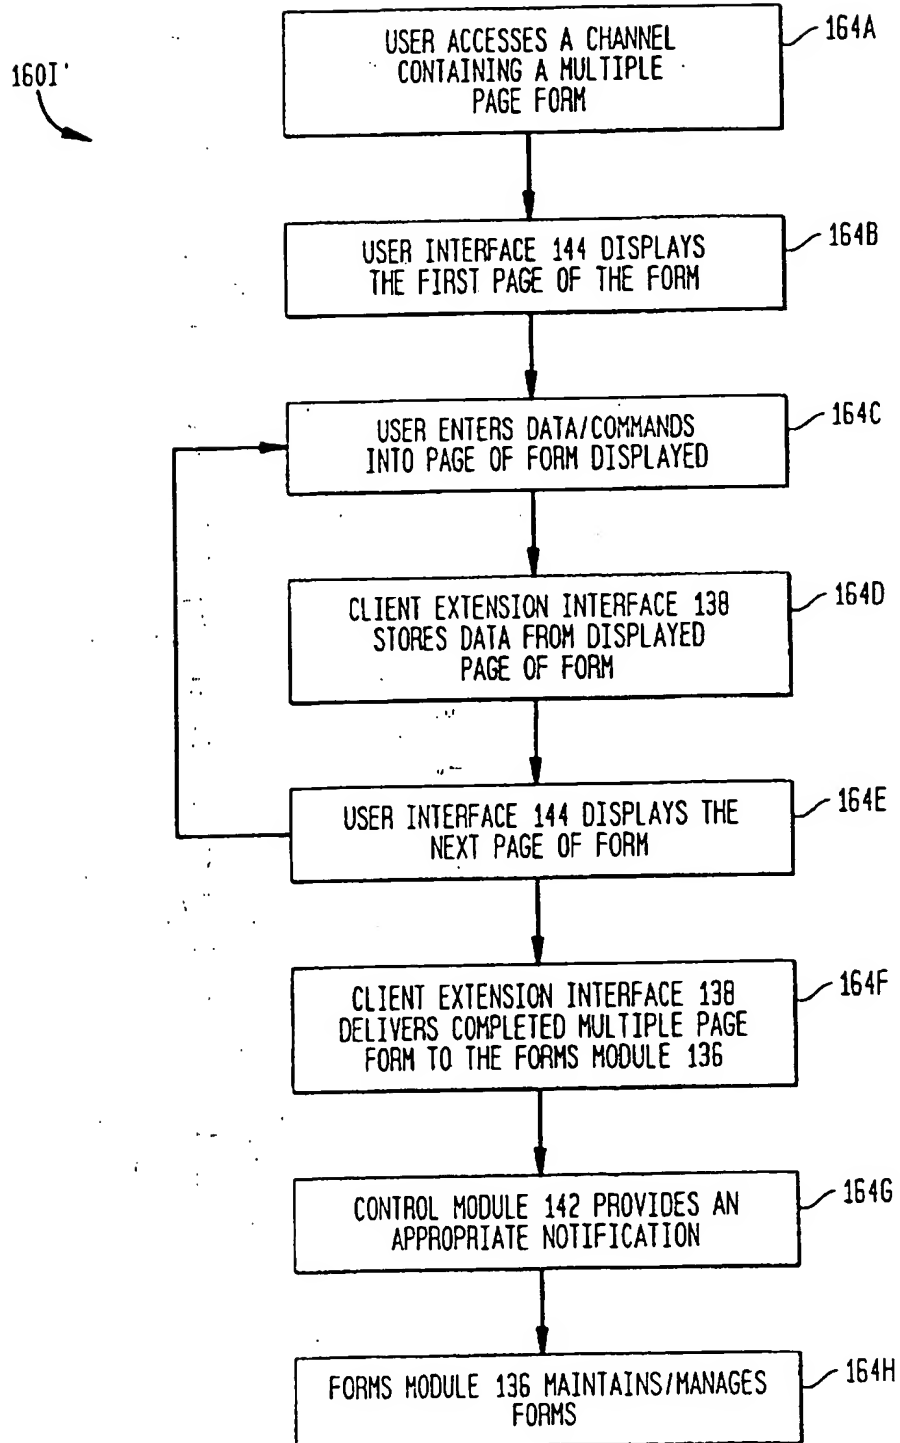 160I'
USER ACCESSES A CHANNEL
CONTAINING A MULTIPLE
PAGE FORM
164A
USER INTERFACE 144 DISPLAYS
THE FIRST PAGE OF THE FORM
164B
USER ENTERS DATA/COMMANDS
INTO PAGE OF FORM DISPLAYED
164C
CLIENT EXTENSION INTERFACE 138
STORES DATA FROM DISPLAYED
PAGE OF FORM
164D
USER INTERFACE 144 DISPLAYS THE
NEXT PAGE OF FORM
164E
CLIENT EXTENSION INTERFACE 138
DELIVERS COMPLETED MULTIPLE PAGE
FORM TO THE FORMS MODULE 136
164F
CONTROL MODULE 142 PROVIDES AN
APPROPRIATE NOTIFICATION
164G
FORMS MODULE 136 MAINTAINS/MANAGES
FORMS
164H